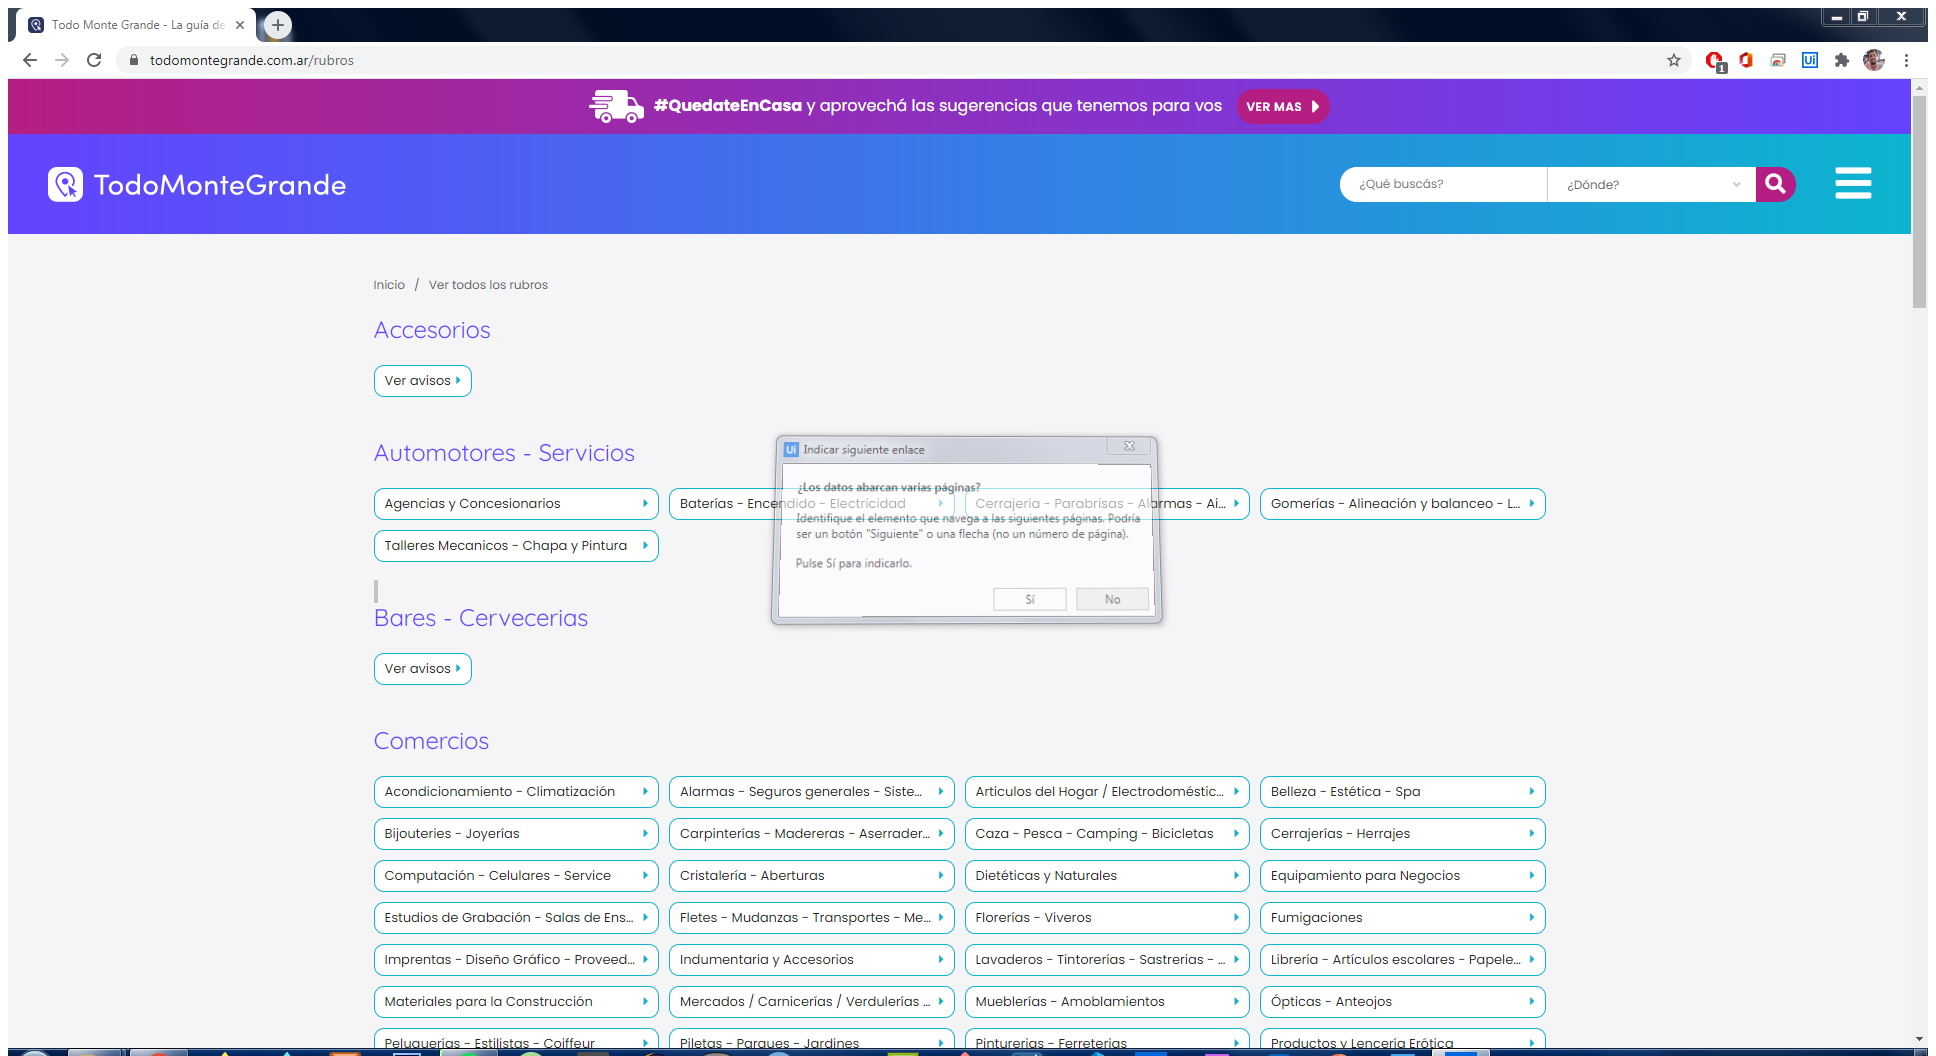 Todo Monte Grande - La guía de
todomontegrande.com.ar/rubros
Ui
1
#QuedateEnCasa y aprovechá las sugerencias que tenemos para vos
VER MAS
TodoMonteGrande
¿Qué buscás?
¿Dónde?
Inicio / Ver todos los rubros
Accesorios
Ver avisos
Automotores - Servicios
Agencias y Concesionarios
Baterías - Encendido - Electricidad
Cerrajería - Parabrisas - Alarmas - Ai...
Gomerías - Alineación y balanceo - L...
Talleres Mecanicos - Chapa y Pintura
Ui Indicar siguiente enlace
¿Los datos abarcan varias páginas?
Identifique el elemento que navega a las siguientes páginas. Podría
ser un botón "Siguiente" o una flecha (no un número de página).
Pulse Sí para indicarlo.
Sí
No
Bares - Cervecerias
Ver avisos
Comercios
Acondicionamiento - Climatización
Alarmas - Seguros generales - Siste...
Articulos del Hogar / Electrodoméstic...
Belleza - Estética - Spa
Bijouteries - Joyerías
Carpinterías - Madereras - Aserrader...
Caza - Pesca - Camping - Bicicletas
Cerrajerías - Herrajes
Computación - Celulares - Service
Cristalería - Aberturas
Dietéticas y Naturales
Equipamiento para Negocios
Estudios de Grabación - Salas de Ens...
Fletes - Mudanzas - Transportes - Me...
Florerías - Viveros
Fumigaciones
Imprentas - Diseño Gráfico - Proveed...
Indumentaria y Accesorios
Lavaderos - Tintorerías - Sastrerias - ...
Librería - Artículos escolares - Papele...
Materiales para la Construcción
Mercados / Carnicerías / Verdulerías ...
Mueblerías - Amoblamientos
Ópticas - Anteojos
Peluquerías - Estilistas - Coiffeur
Piletas - Parques - Jardines
Pinturerias - Ferreterias
Productos y Lencería Erótica